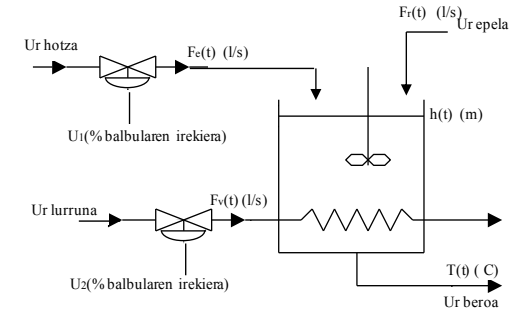 Fr(t) (l/s)
Ur epela
Ur hotza
Fe(t) (l/s)
h(t) (m)
U1(% balbularen irekiera)
Ur lurruna
Fv(t) (l/s)
T(t) ( C)
U2(% balbularen irekiera)
Ur beroa